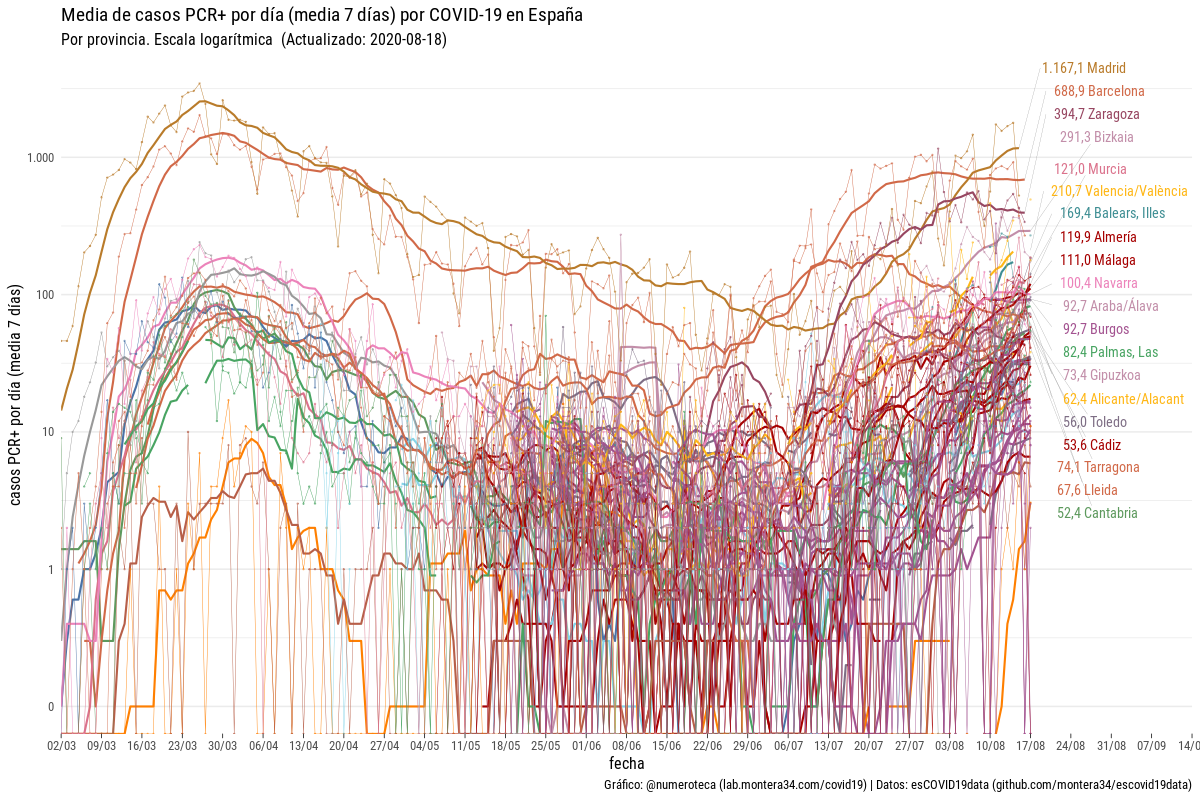 Media de casos PCR+ por día (media 7 días) por COVID-19 en España
Por provincia. Escala logarítmica (Actualizado: 2020-08-18)
casos PCR+ por día (media 7 días)
1.000
100
10
1
0
1.167,1 Madrid
688,9 Barcelona
394,7 Zaragoza
291,3 Bizkaia
121,0 Murcia
210,7 Valencia/València
169,4 Balears, Illes
119,9 Almería
111,0 Málaga
100,4 Navarra
92,7 Araba/Álava
92,7 Burgos
82,4 Palmas, Las
73,4 Gipuzkoa
62,4 Alicante/Alacant
56,0 Toledo
53,6 Cádiz
74,1 Tarragona
67,6 Lleida
52,4 Cantabria
02/03 09/03 16/03 23/03 30/03 06/04 13/04 20/04 27/04 04/05 11/05 18/05 25/05 01/06 08/06 15/06 22/06 29/06 06/07 13/07 20/07 27/07 03/08 10/08 17/08 24/08 31/08 07/09 14/0
fecha
Gráfico: @numeroteca (lab.montera34.com/covid19) | Datos: esCOVID19data (github.com/montera34/escovid19data)